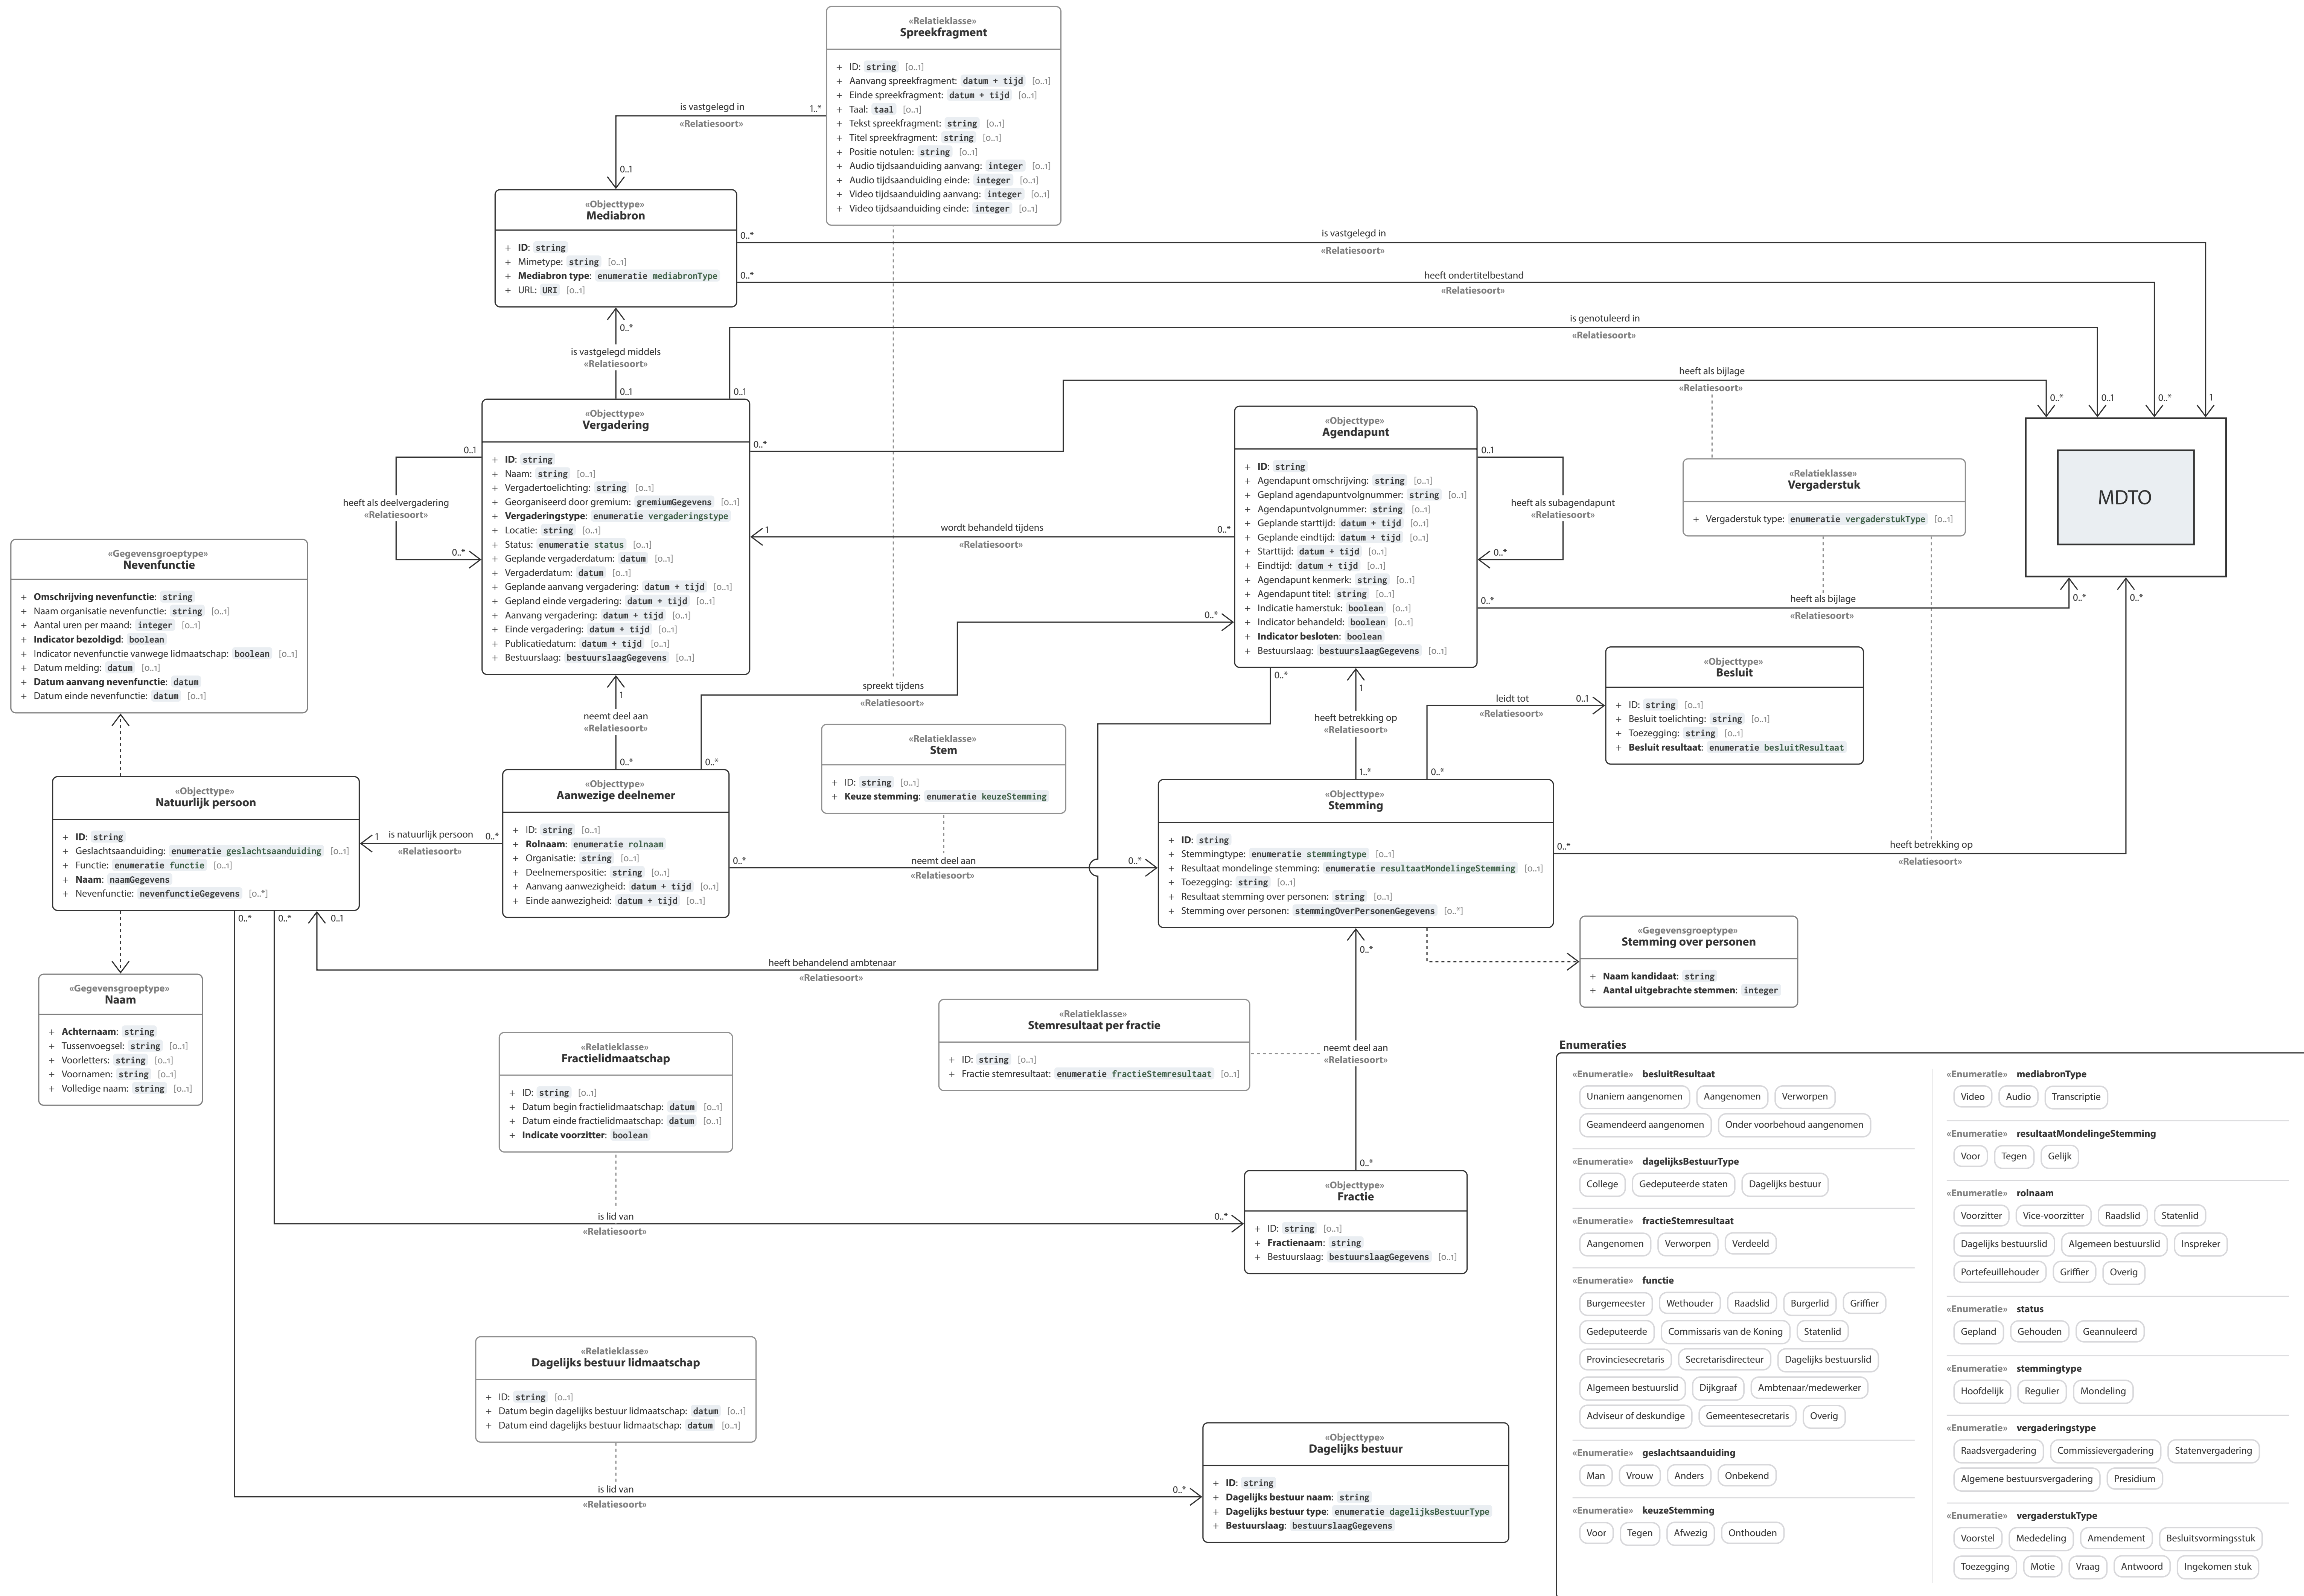 «Relatieklasse»
Spreekfragment
+ ID: string [0..1]
+ Aanvang spreekfragment: datum + tijd [0..1]
+ Einde spreekfragment: datum + tijd [0..1]
+ Taal: taal [0..1]
+ Tekst spreekfragment: string [0..1]
+ Titel spreekfragment: string [0..1]
+ Positie notulen: string [0..1]
+ Audio tijdsaanduiding aanvang: integer [0..1]
+ Audio tijdsaanduiding einde: integer [0..1]
+ Video tijdsaanduiding aanvang: integer [0..1]
+ Video tijdsaanduiding einde: integer [0..1]
is vastgelegd in
«Relatiesoort»
1..*
0..1
«Objecttype»
Mediabron
+ ID: string
+ Mimetype: string [0..1]
+ Mediabron type: enumeratie mediabronType
+ URL: URI [0..1]
0..*
is vastgelegd in
«Relatiesoort»
0..*
heeft ondertitelbestand
«Relatiesoort»
0..*
is vastgelegd middels
«Relatiesoort»
0..1
0..1
is genotuleerd in
«Relatiesoort»
heeft als bijlage
«Relatiesoort»
0..*
0..1
0..*
1
«Objecttype»
Vergadering
+ ID: string
+ Naam: string [0..1]
+ Vergadertoelichting: string [0..1]
+ Georganiseerd door gremium: gremiumGegevens [0..1]
+ Vergaderingstype: enumeratie vergaderingstype
+ Locatie: string [0..1]
+ Status: enumeratie status [0..1]
+ Geplande vergaderdatum: datum [0..1]
+ Vergaderdatum: datum [0..1]
+ Geplande aanvang vergadering: datum + tijd [0..1]
+ Gepland einde vergadering: datum + tijd [0..1]
+ Aanvang vergadering: datum + tijd [0..1]
+ Einde vergadering: datum + tijd [0..1]
+ Publicatiedatum: datum + tijd [0..1]
+ Bestuurslaag: bestuurslaagGegevens [0..1]
0..1
heeft als deelvergadering
«Relatiesoort»
0..*
0..*
1
wordt behandeld tijdens
«Relatiesoort»
0..*
«Objecttype»
Agendapunt
+ ID: string
+ Agendapunt omschrijving: string [0..1]
+ Gepland agendapuntvolgnummer: string [0..1]
+ Agendapuntvolgnummer: string [0..1]
+ Geplande starttijd: datum + tijd [0..1]
+ Geplande eindtijd: datum + tijd [0..1]
+ Starttijd: datum + tijd [0..1]
+ Eindtijd: datum + tijd [0..1]
+ Agendapunt kenmerk: string [0..1]
+ Agendapunt titel: string [0..1]
+ Indicatie hamerstuk: boolean [0..1]
+ Indicator behandeld: boolean [0..1]
+ Indicator besloten: boolean
+ Bestuurslaag: bestuurslaagGegevens [0..1]
0..1
heeft als subagendapunt
«Relatiesoort»
0..*
«Relatieklasse»
Vergaderstuk
+ Vergaderstuk type: enumeratie vergaderstukType [0..1]
MDTO
0..*
heeft als bijlage
«Relatiesoort»
0..*
0..*
«Gegevensgroeptype»
Nevenfunctie
+ Omschrijving nevenfunctie: string
+ Naam organisatie nevenfunctie: string [0..1]
+ Aantal uren per maand: integer [0..1]
+ Indicator bezoldigd: boolean
+ Indicator nevenfunctie vanwege lidmaatschap: boolean [0..1]
+ Datum melding: datum [0..1]
+ Datum aanvang nevenfunctie: datum
+ Datum einde nevenfunctie: datum [0..1]
1
neemt deel aan
«Relatiesoort»
0..*
0..*
spreekt tijdens
«Relatiesoort»
0..*
0..*
1
heeft betrekking op
«Relatiesoort»
1..*
leidt tot
«Relatiesoort»
0..1
0..*
«Objecttype»
Besluit
+ ID: string [0..1]
+ Besluit toelichting: string [0..1]
+ Toezegging: string [0..1]
+ Besluit resultaat: enumeratie besluitResultaat
«Relatieklasse»
Stem
+ ID: string [0..1]
+ Keuze stemming: enumeratie keuzeStemming
«Objecttype»
Natuurlijk persoon
+ ID: string
+ Geslachtsaanduiding: enumeratie geslachtsaanduiding [0..1]
+ Functie: enumeratie functie [0..1]
+ Naam: naamGegevens
+ Nevenfunctie: nevenfunctieGegevens [0..*]
1
is natuurlijk persoon
«Relatiesoort»
0..*
«Objecttype»
Aanwezige deelnemer
+ ID: string [0..1]
+ Rolnaam: enumeratie rolnaam
+ Organisatie: string [0..1]
+ Deelnemerspositie: string [0..1]
+ Aanvang aanwezigheid: datum + tijd [0..1]
+ Einde aanwezigheid: datum + tijd [0..1]
0..*
neemt deel aan
«Relatiesoort»
0..*
«Objecttype»
Stemming
+ ID: string
+ Stemmingtype: enumeratie stemmingtype [0..1]
+ Resultaat mondelinge stemming: enumeratie resultaatMondelingeStemming [0..1]
+ Toezegging: string [0..1]
+ Resultaat stemming over personen: string [0..1]
+ Stemming over personen: stemmingOverPersonenGegevens [0..*]
0..*
heeft betrekking op
«Relatiesoort»
0..*
0..*
0..1
heeft behandelend ambtenaar
«Relatiesoort»
0..*
«Gegevensgroeptype»
Stemming over personen
+ Naam kandidaat: string
+ Aantal uitgebrachte stemmen: integer
«Gegevensgroeptype»
Naam
+ Achternaam: string
+ Tussenvoegsel: string [0..1]
+ Voorletters: string [0..1]
+ Voornamen: string [0..1]
+ Volledige naam: string [0..1]
«Relatieklasse»
Fractielidmaatschap
+ ID: string [0..1]
+ Datum begin fractielidmaatschap: datum [0..1]
+ Datum einde fractielidmaatschap: datum [0..1]
+ Indicate voorzitter: boolean
«Relatieklasse»
Stemresultaat per fractie
+ ID: string [0..1]
+ Fractie stemresultaat: enumeratie fractieStemresultaat [0..1]
neemt deel aan
«Relatiesoort»
0..*
«Objecttype»
Fractie
+ ID: string [0..1]
+ Fractienaam: string
+ Bestuurslaag: bestuurslaagGegevens [0..1]
is lid van
«Relatiesoort»
0..*
«Relatieklasse»
Dagelijks bestuur lidmaatschap
+ ID: string [0..1]
+ Datum begin dagelijks bestuur lidmaatschap: datum [0..1]
+ Datum eind dagelijks bestuur lidmaatschap: datum [0..1]
is lid van
«Relatiesoort»
0..*
«Objecttype»
Dagelijks bestuur
+ ID: string
+ Dagelijks bestuur naam: string
+ Dagelijks bestuur type: enumeratie dagelijksBestuurType
+ Bestuurslaag: bestuurslaagGegevens
Enumeraties
«Enumeratie» besluitResultaat
Unaniem aangenomen Aangenomen Verworpen
Geamendeerd aangenomen Onder voorbehoud aangenomen
«Enumeratie» dagelijksBestuurType
College Gedeputeerde staten Dagelijks bestuur
«Enumeratie» fractieStemresultaat
Aangenomen Verworpen Verdeeld
«Enumeratie» functie
Burgemeester Wethouder Raadslid Burgerlid Griffier
Gedeputeerde Commissaris van de Koning Statenlid
Provinciesecretaris Secretarisdirecteur Dagelijks bestuurslid
Algemeen bestuurslid Dijkgraaf Ambtenaar/medewerker
Adviseur of deskundige Gemeentesecretaris Overig
«Enumeratie» geslachtsaanduiding
Man Vrouw Anders Onbekend
«Enumeratie» keuzeStemming
Voor Tegen Afwezig Onthouden
«Enumeratie» mediabronType
Video Audio Transcriptie
«Enumeratie» resultaatMondelingeStemming
Voor Tegen Gelijk
«Enumeratie» rolnaam
Voorzitter Vice-voorzitter Raadslid Statenlid
Dagelijks bestuurslid Algemeen bestuurslid Inspreker
Portefeuillehouder Griffier Overig
«Enumeratie» status
Gepland Gehouden Geannuleerd
«Enumeratie» stemmingtype
Hoofdelijk Regulier Mondeling
«Enumeratie» vergaderingstype
Raadsvergadering Commissievergadering Statenvergadering
Algemene bestuursvergadering Presidium
«Enumeratie» vergaderstukType
Voorstel Mededeling Amendement Besluitsvormingsstuk
Toezegging Motie Vraag Antwoord Ingekomen stuk